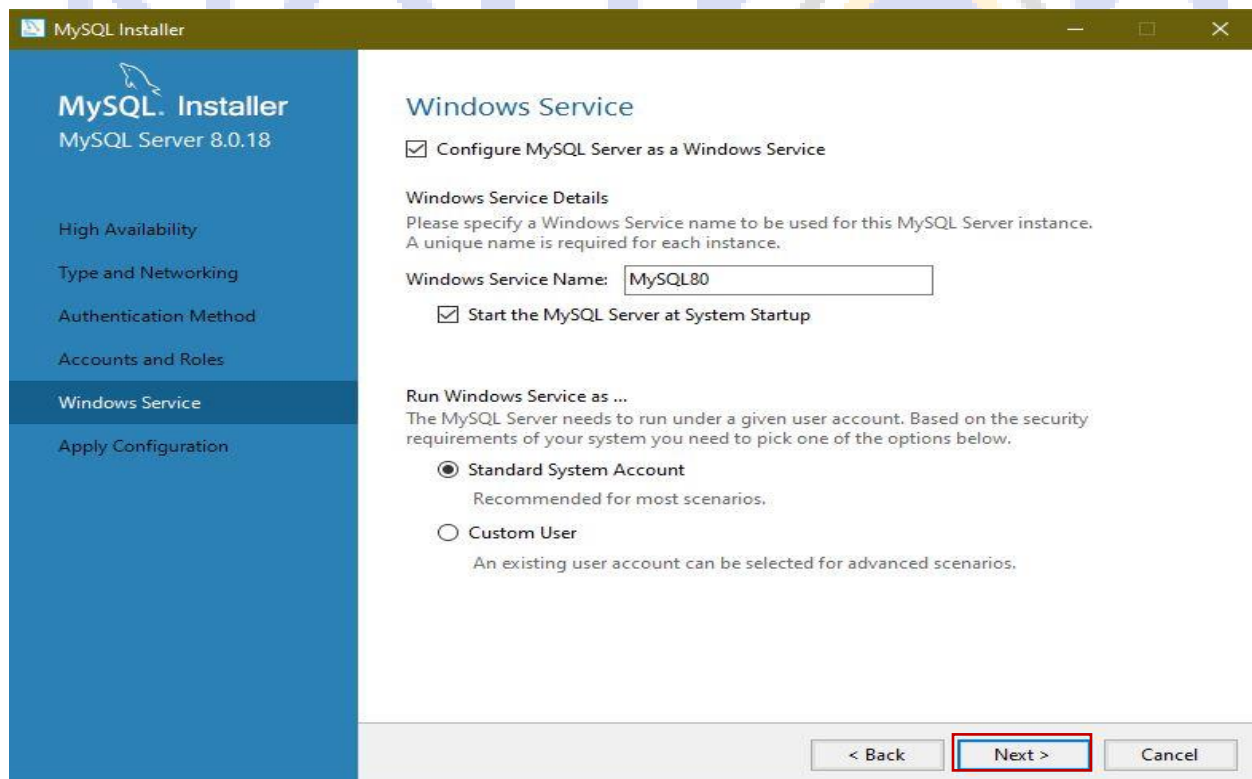 MySQL Installer
MySQL. Installer
MySQL Server 8.0.18
High Availability
Type and Networking
Authentication Method
Accounts and Roles
Windows Service
Apply Configuration
Windows Service
Configure MySQL Server as a Windows Service
Windows Service Details
Please specify a Windows Service name to be used for this MySQL Server instance.
A unique name is required for each instance.
Windows Service Name: MySQL80
Start the MySQL Server at System Startup
Run Windows Service as ...
The MySQL Server needs to run under a given user account. Based on the security
requirements of your system you need to pick one of the options below.
Standard System Account
Recommended for most scenarios.
Custom User
An existing user account can be selected for advanced scenarios.
< Back Next > Cancel